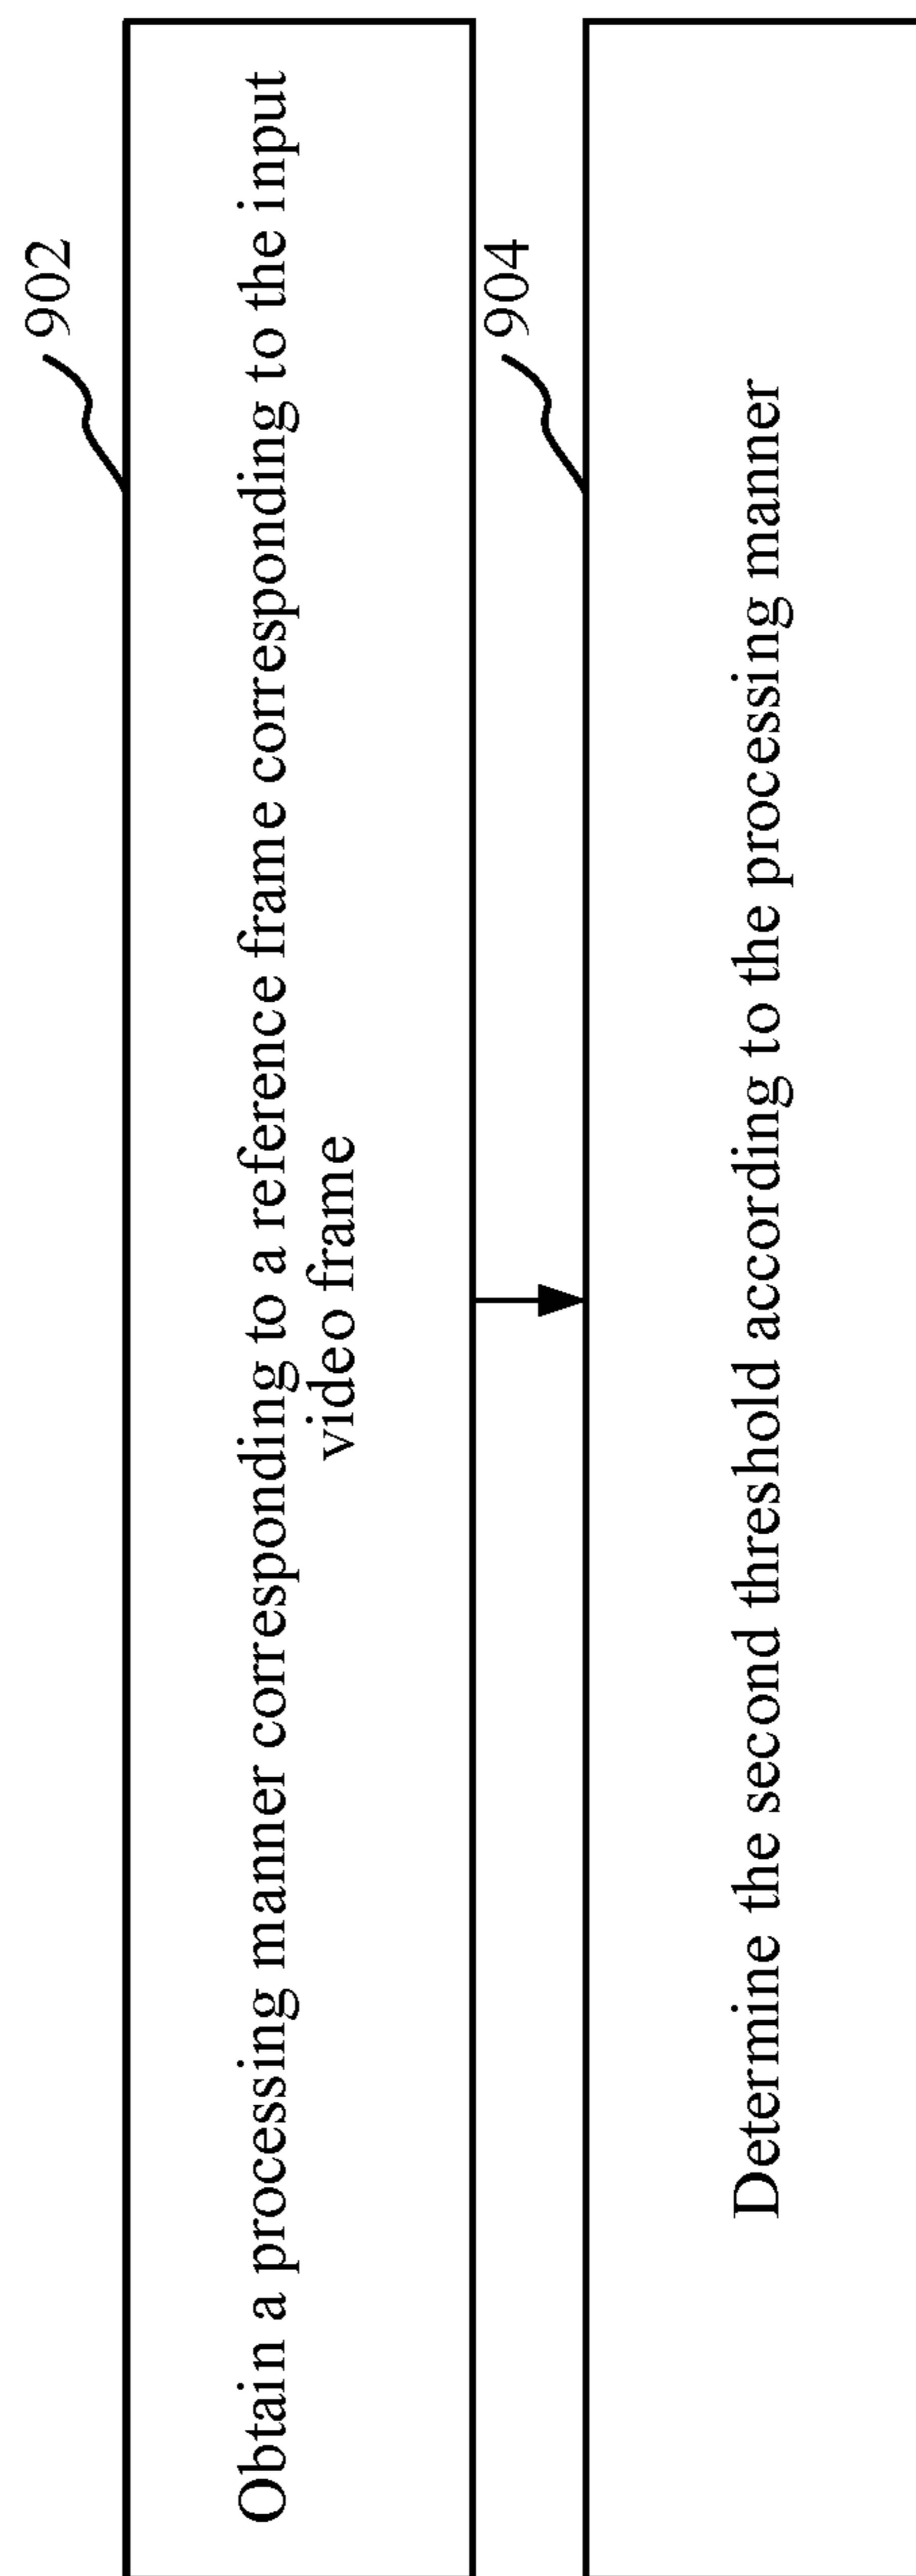 902
Obtain a processing manner corresponding to a reference frame corresponding to the input
video frame
904
Determine the second threshold according to the processing manner